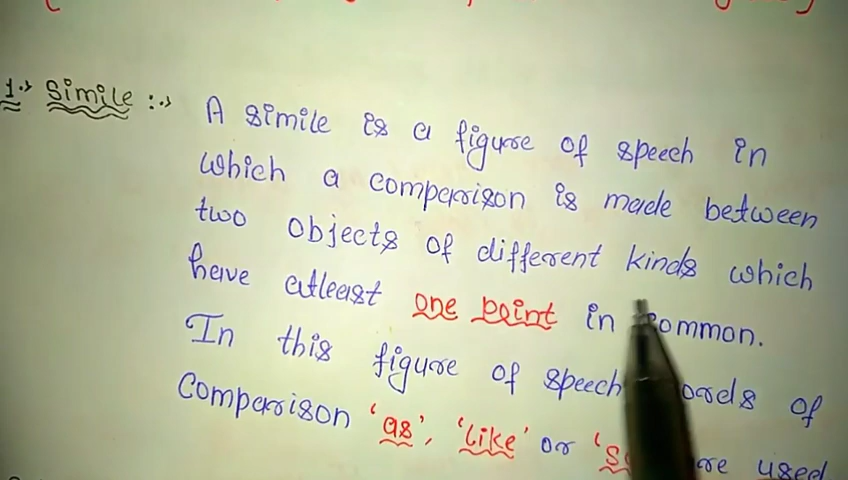 1. Simile :-
A simile is a figure of speech in
which a comparison is made between
two objects of different kinds which
have atleast one point in common.
In this figure of speech of
Comparison 'as', 'like' or used